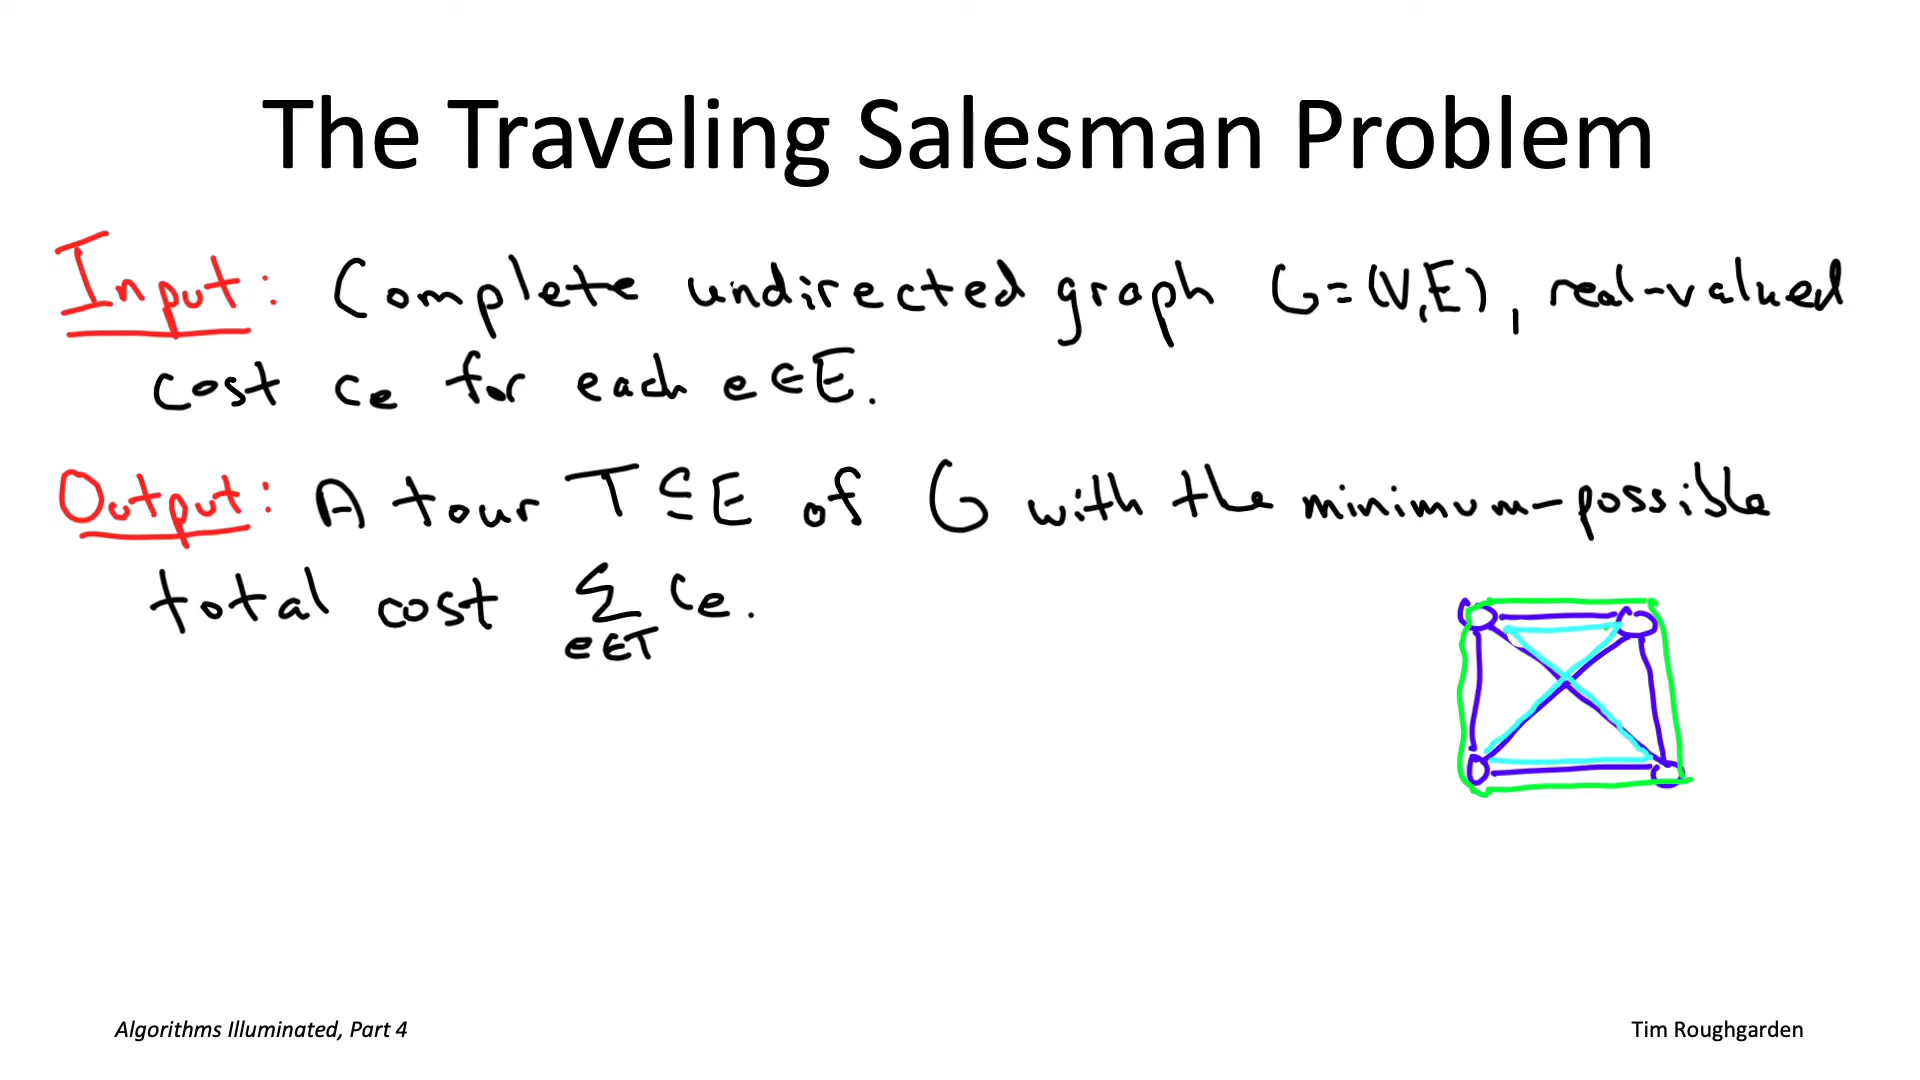 The Traveling Salesman Problem
Input: Complete undirected graph G=(V,E), real-valued
cost ce for each e∈E.
Output: A tour T⊆E of G with the minimum-possible
total cost ∑ ce.
e∈T
Algorithms Illuminated, Part 4
Tim Roughgarden